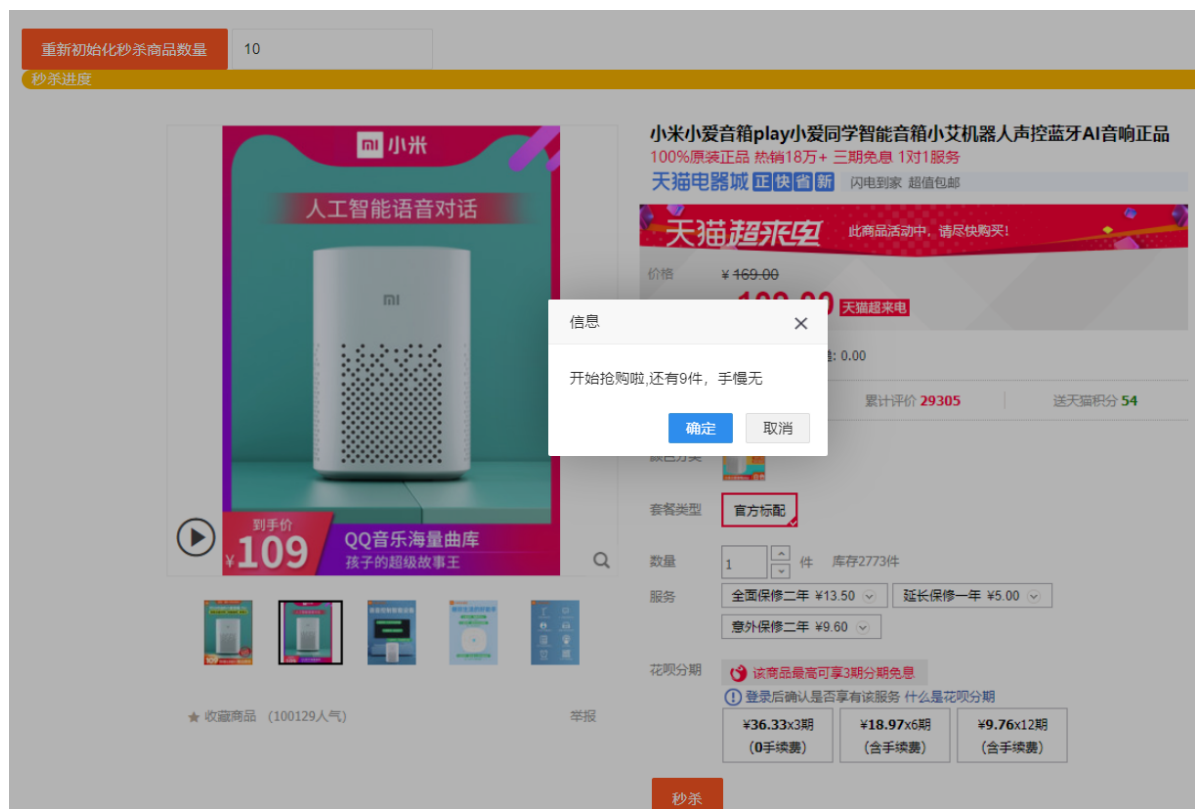 重新初始化秒杀商品数量 10
秒杀进度
小米
人工智能语音对话
到手价
¥109
QQ音乐海量曲库
孩子的超级故事王
收藏商品 (100129人气) 举报
小米小爱音箱play小爱同学智能音箱小艾机器人声控蓝牙AI音响正品
100%原装正品 热销18万+ 三期免息 1对1服务
天猫电器城 正快省新 闪电到家 超值包邮
天猫超来电 此商品活动中，请尽快购买！
价格 ¥ 169.00
天猫超来电
信息
开始抢购啦,还有9件，手慢无
确定 取消
: 0.00
累计评价 29305 送天猫积分 54
套餐类型 官方标配
数量 1 件 库存2773件
服务 全面保修二年 ¥13.50 延长保修一年 ¥5.00
意外保修二年 ¥9.60
花呗分期 该商品最高可享3期分期免息
登录后确认是否享有该服务 什么是花呗分期
¥36.33x3期 ¥18.97x6期 ¥9.76x12期
(0手续费) (含手续费) (含手续费)
秒杀